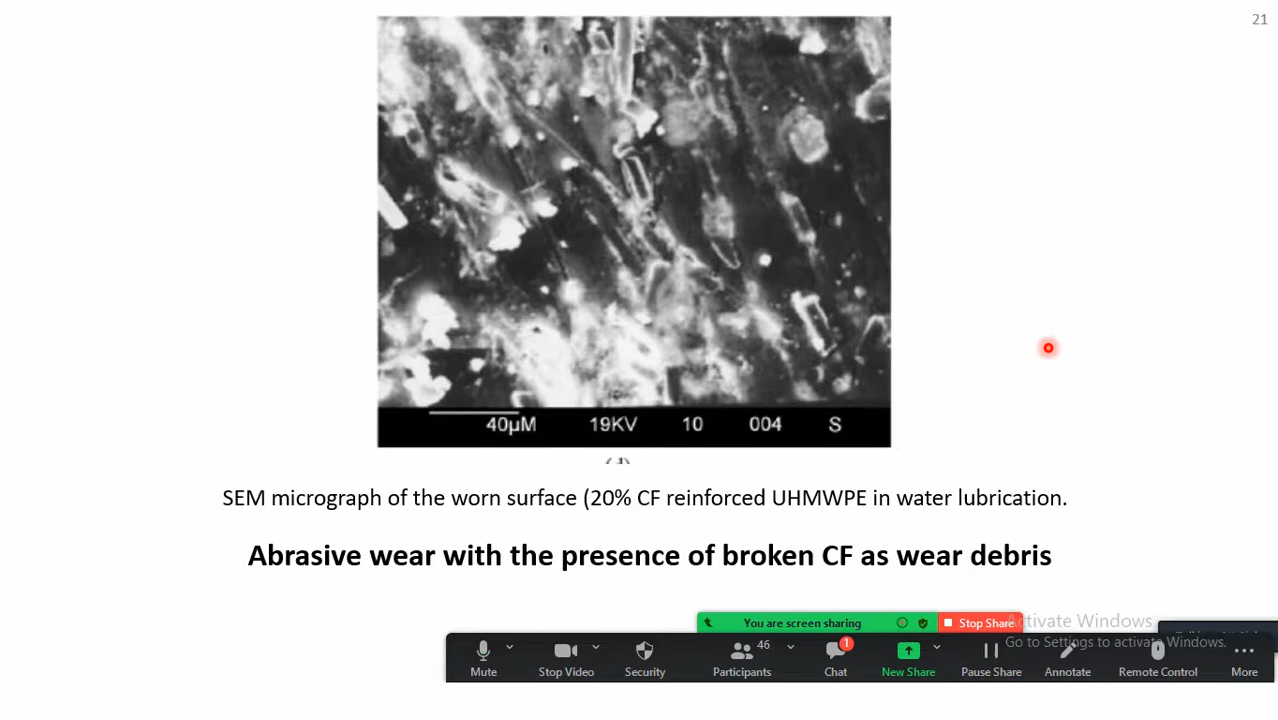 21
40µM 19KV 10 004 S
(d)
SEM micrograph of the worn surface (20% CF reinforced UHMWPE in water lubrication.
Abrasive wear with the presence of broken CF as wear debris
You are screen sharing Stop Share
Activate Windows
Go to Settings to activate Windows.
46 1
Mute Stop Video Security Participants Chat New Share Pause Share Annotate Remote Control More